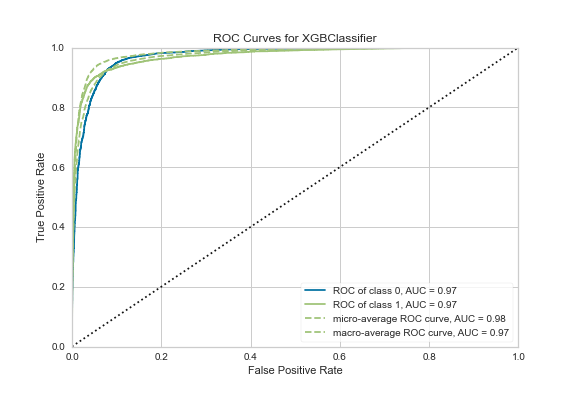 ROC Curves for XGBClassifier
True Positive Rate
1.0
0.8
0.6
0.4
0.2
0.0
0.0 0.2 0.4 0.6 0.8 1.0
False Positive Rate
ROC of class 0, AUC = 0.97
ROC of class 1, AUC = 0.97
micro-average ROC curve, AUC = 0.98
macro-average ROC curve, AUC = 0.97